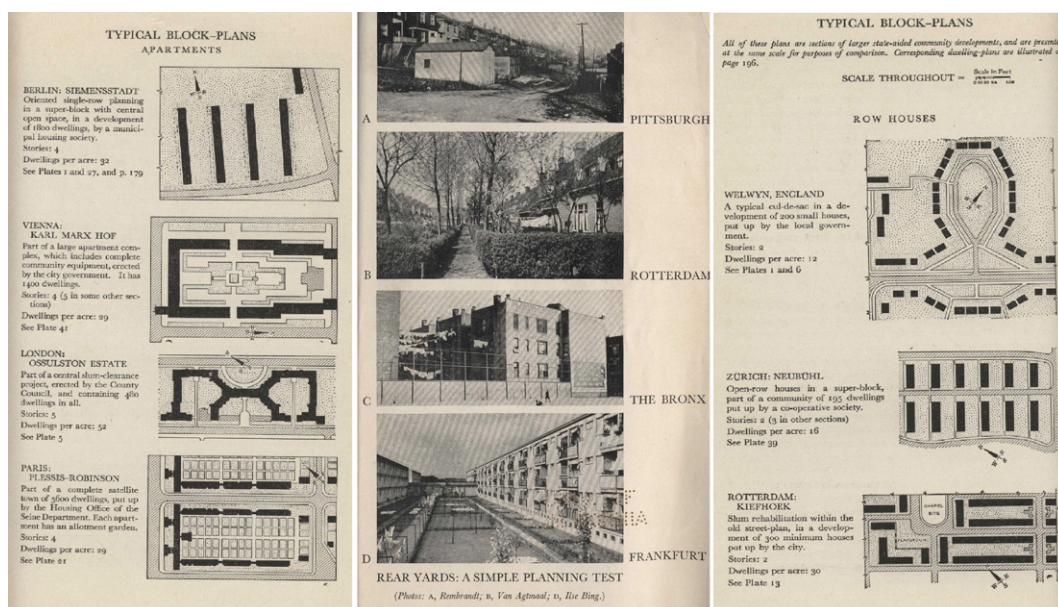 TYPICAL BLOCK-PLANS
APARTMENTS
BERLIN: SIEMENSSTADT
Oriented single-row planning
in a super-block with central
open space, in a development
of 1800 dwellings, by a munici-
pal housing society.
Stories: 4
Dwellings per acre: 32
See Plates 1 and 27, and p. 179
VIENNA:
KARL MARX HOF
Part of a large apartment com-
plex, which includes complete
community equipment, erected
by the city government. It has
1400 dwellings.
Stories: 4 (5 in some other sec-
tions)
Dwellings per acre: 29
See Plate 41
LONDON:
OSSULSTON ESTATE
Part of a central slum-clearance
project, erected by the County
Council, and containing 480
dwellings in all.
Stories: 5
Dwellings per acre: 52
See Plate 5
PARIS:
PLESSIS-ROBINSON
Part of a complete satellite
town of 5600 dwellings, put up
by the Housing Office of the
Seine Department. Each apart-
ment has an allotment garden.
Stories: 4
Dwellings per acre: 29
See Plate 21
A PITTSBURGH
B ROTTERDAM
C THE BRONX
D FRANKFURT
REAR YARDS: A SIMPLE PLANNING TEST
(Photos: A, Rembrandt; B, Van Agtmaal; D, Ilse Bing.)
TYPICAL BLOCK-PLANS
All of these plans are sections of larger state-aided community developments, and are presente
at the same scale for purposes of comparison. Corresponding dwelling-plans are illustrated o
page 196.
SCALE THROUGHOUT = Scale in Feet
ROW HOUSES
WELWYN, ENGLAND
A typical cul-de-sac in a de-
velopment of 200 small houses,
put up by the local govern-
ment.
Stories: 2
Dwellings per acre: 12
See Plates 1 and 6
ZÜRICH: NEUBÜHL
Open-row houses in a super-block,
part of a community of 195 dwellings
put up by a co-operative society.
Stories: 2 (3 in other sections)
Dwellings per acre: 16
See Plate 39
ROTTERDAM:
KIEFHOEK
Slum rehabilitation within the
old street-plan, in a develop-
ment of 300 minimum houses
put up by the city.
Stories: 2
Dwellings per acre: 30
See Plate 13
CHAPEL
SITE